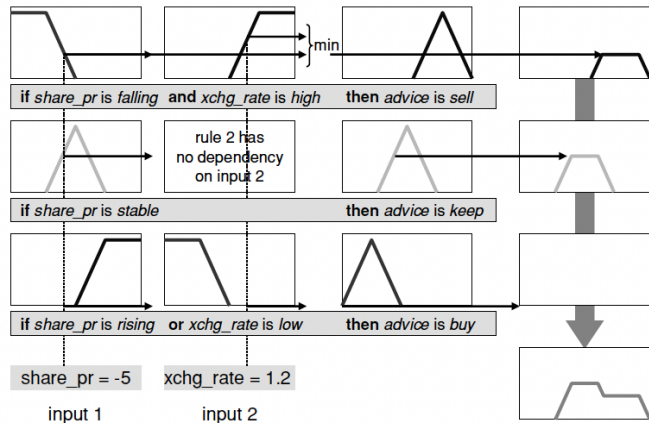 min
if share_pr is falling and xchg_rate is high then advice is sell
rule 2 has
no dependency
on input 2
if share_pr is stable then advice is keep
if share_pr is rising or xchg_rate is low then advice is buy
share_pr = -5 xchg_rate = 1.2
input 1 input 2